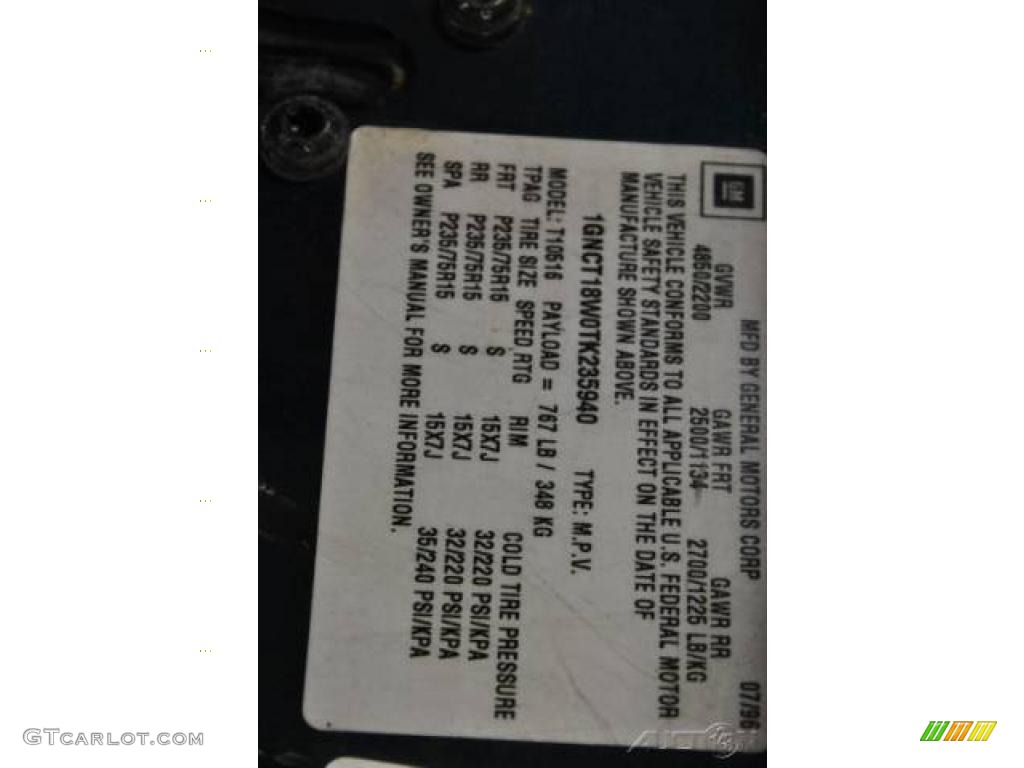 GM
MFD BY GENERAL MOTORS CORP 07/96
GVWR GAWR FRT GAWR RR
4850/2200 2500/1134 2700/1225 LB/KG
THIS VEHICLE CONFORMS TO ALL APPLICABLE U.S. FEDERAL MOTOR
VEHICLE SAFETY STANDARDS IN EFFECT ON THE DATE OF
MANUFACTURE SHOWN ABOVE.
1GNCT18W0TK235940 TYPE: M.P.V.
MODEL: T10516 PAYLOAD = 767 LB / 348 KG
TPAG TIRE SIZE SPEED RTG RIM COLD TIRE PRESSURE
FRT P235/75R15 S 15X7J 32/220 PSI/KPA
RR P235/75R15 S 15X7J 32/220 PSI/KPA
SPA P235/75R15 S 15X7J 35/240 PSI/KPA
SEE OWNER'S MANUAL FOR MORE INFORMATION.
GTCARLOT.COM